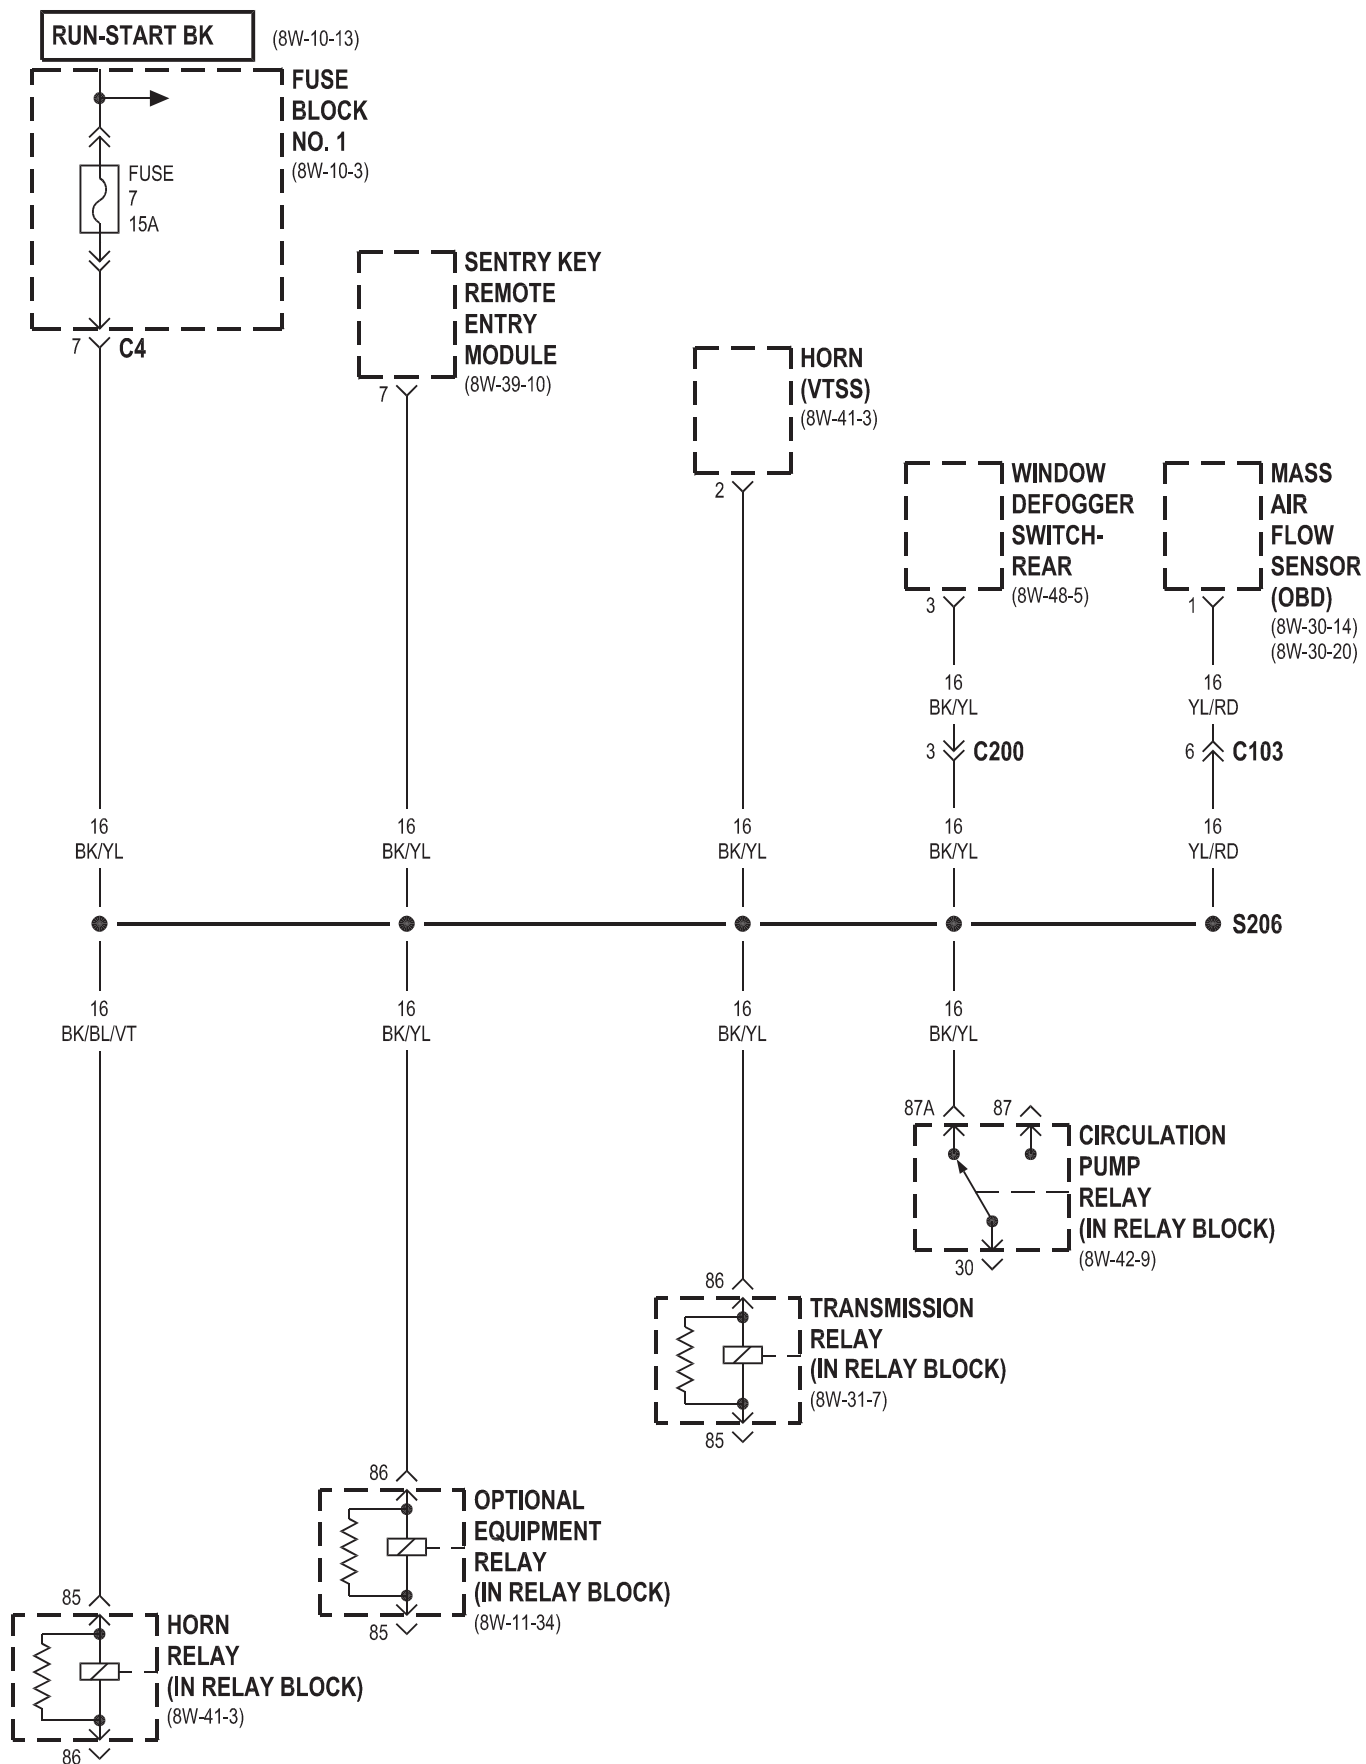 RUN-START BK
(8W-10-13)
FUSE
BLOCK
NO. 1
(8W-10-3)
FUSE
7
15A
7
C4
SENTRY KEY
REMOTE
ENTRY
MODULE
(8W-39-10)
7
HORN
(VTSS)
(8W-41-3)
2
WINDOW
DEFOGGER
SWITCH-
REAR
(8W-48-5)
3
MASS
AIR
FLOW
SENSOR
(OBD)
(8W-30-14)
(8W-30-20)
1
16
BK/YL
16
YL/RD
3
C200
6
C103
16
BK/YL
16
BK/YL
16
BK/YL
16
BK/YL
16
YL/RD
S206
16
BK/BL/VT
16
BK/YL
16
BK/YL
16
BK/YL
87A
87
CIRCULATION
PUMP
RELAY
(IN RELAY BLOCK)
(8W-42-9)
30
86
TRANSMISSION
RELAY
(IN RELAY BLOCK)
(8W-31-7)
85
86
OPTIONAL
EQUIPMENT
RELAY
(IN RELAY BLOCK)
(8W-11-34)
85
85
HORN
RELAY
(IN RELAY BLOCK)
(8W-41-3)
86